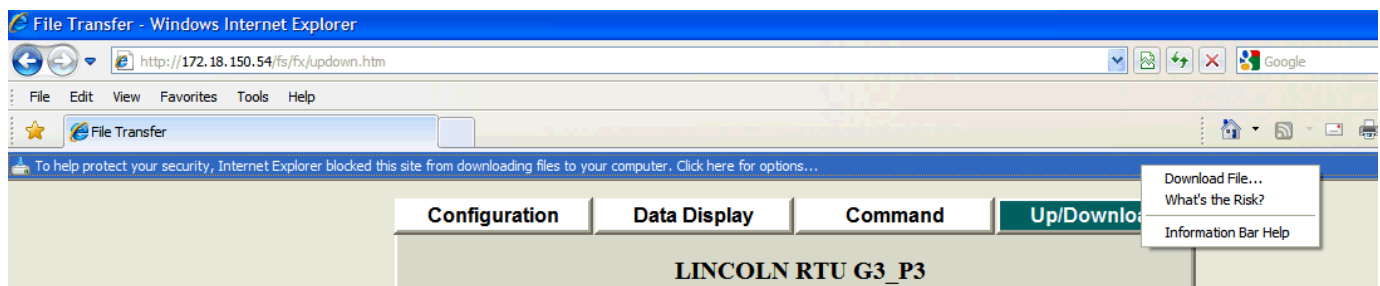 File Transfer - Windows Internet Explorer
http://172.18.150.54/fs/fx/updown.htm
Google
File Edit View Favorites Tools Help
File Transfer
To help protect your security, Internet Explorer blocked this site from downloading files to your computer. Click here for options...
Download File...
What's the Risk?
Information Bar Help
Configuration Data Display Command Up/Downlo
LINCOLN RTU G3_P3